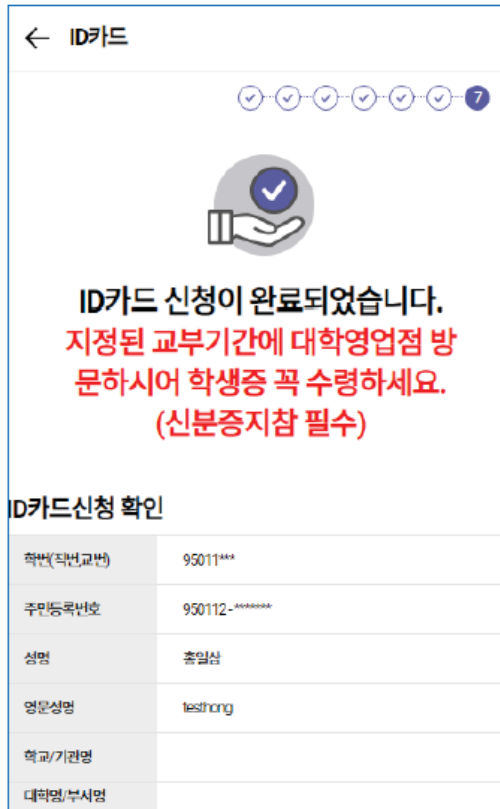 ← ID카드
7
ID카드 신청이 완료되었습니다.
지정된 교부기간에 대학영업점 방
문하시어 학생증 꼭 수령하세요.
(신분증지참 필수)
ID카드신청 확인
학번(직번,교번) 95011***
주민등록번호 950112-*******
성명 홍일삼
영문성명 testhong
학교/기관명
대학명/부서명